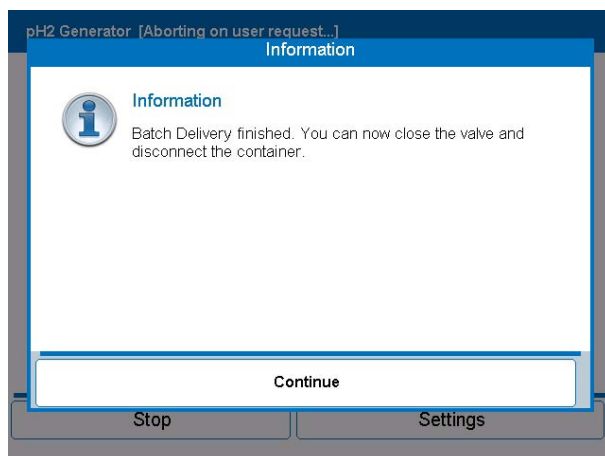 pH2 Generator [Aborting on user request...]
Information
Information
Batch Delivery finished. You can now close the valve and
disconnect the container.
Continue
Stop Settings